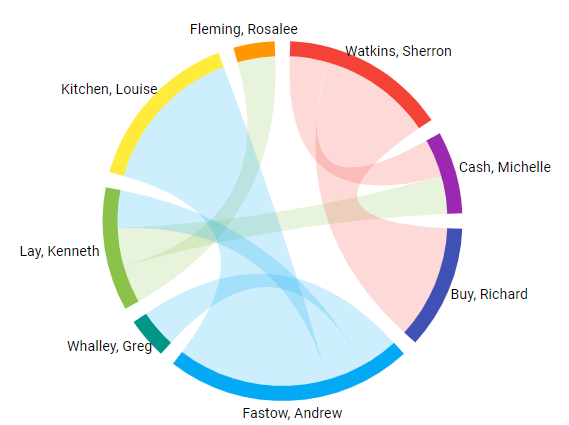 Fleming, Rosalee
Watkins, Sherron
Kitchen, Louise
Cash, Michelle
Lay, Kenneth
Buy, Richard
Whalley, Greg
Fastow, Andrew